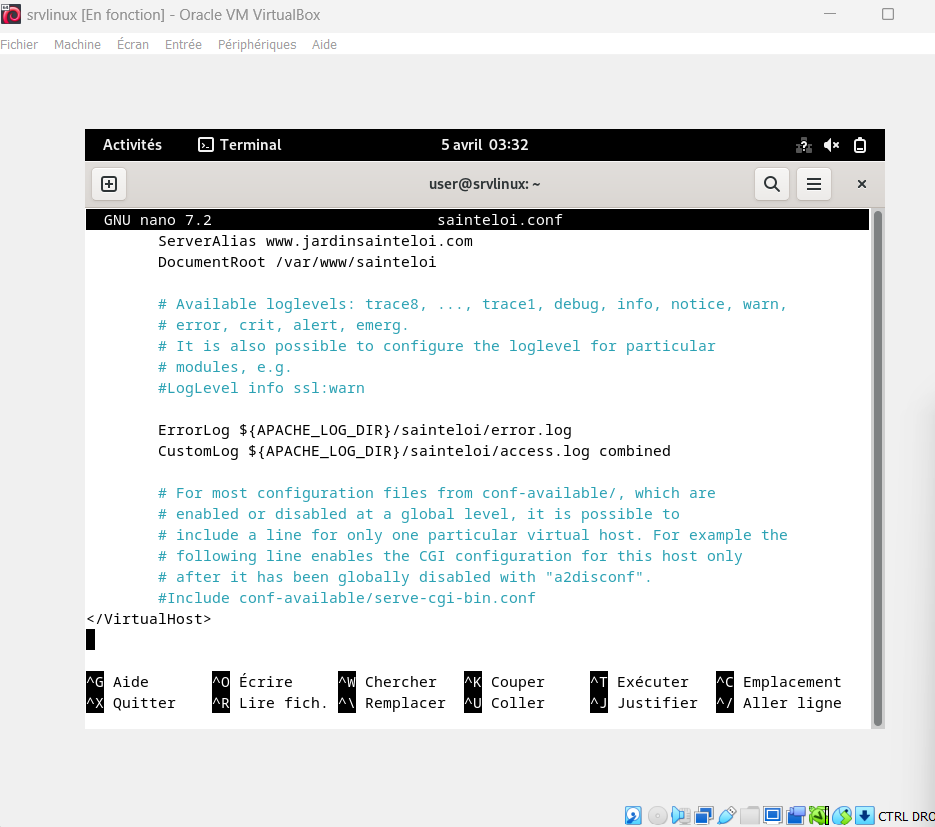 srvlinux [En fonction] - Oracle VM VirtualBox
Fichier Machine Écran Entrée Périphériques Aide
Activités Terminal 5 avril 03:32
user@srvlinux: ~
GNU nano 7.2 sainteloi.conf
ServerAlias www.jardinsainteloi.com
DocumentRoot /var/www/sainteloi
# Available loglevels: trace8, ..., trace1, debug, info, notice, warn,
# error, crit, alert, emerg.
# It is also possible to configure the loglevel for particular
# modules, e.g.
#LogLevel info ssl:warn
ErrorLog ${APACHE_LOG_DIR}/sainteloi/error.log
CustomLog ${APACHE_LOG_DIR}/sainteloi/access.log combined
# For most configuration files from conf-available/, which are
# enabled or disabled at a global level, it is possible to
# include a line for only one particular virtual host. For example the
# following line enables the CGI configuration for this host only
# after it has been globally disabled with "a2disconf".
#Include conf-available/serve-cgi-bin.conf
</VirtualHost>
^G Aide ^O Écrire ^W Chercher ^K Couper ^T Exécuter ^C Emplacement
^X Quitter ^R Lire fich. ^\ Remplacer ^U Coller ^J Justifier ^/ Aller ligne
CTRL DRO